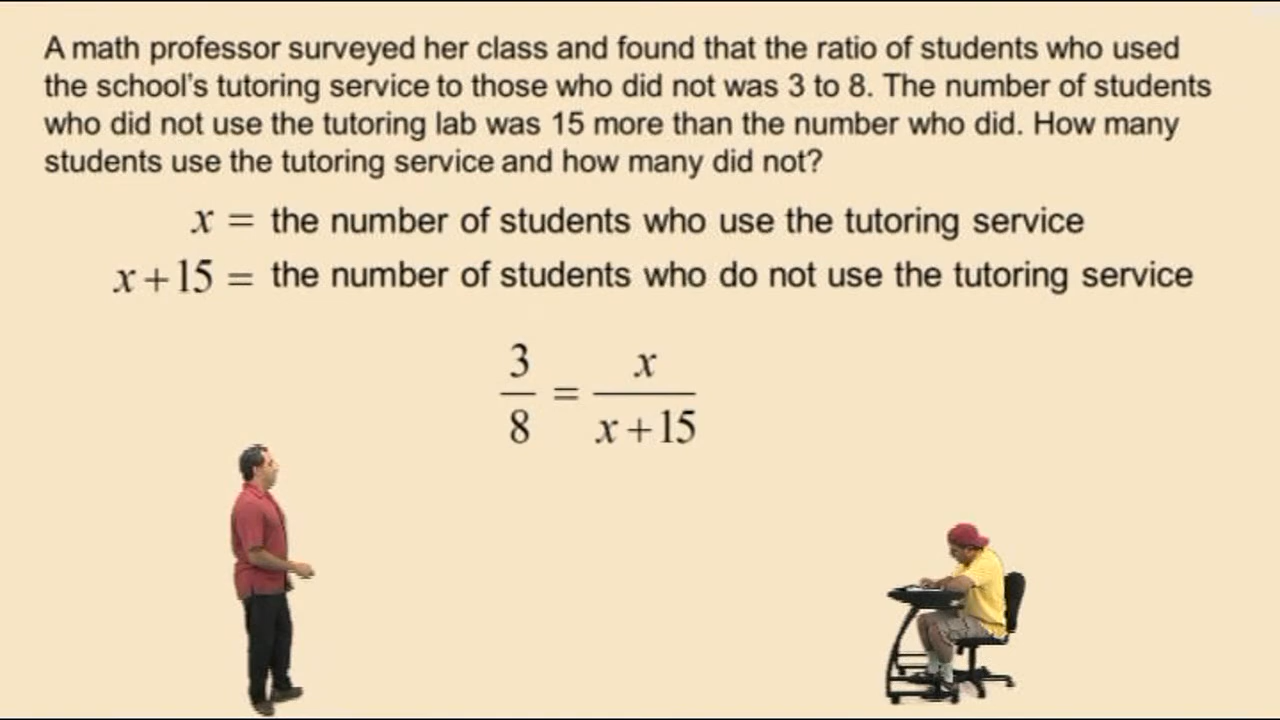 A math professor surveyed her class and found that the ratio of students who used
the school's tutoring service to those who did not was 3 to 8. The number of students
who did not use the tutoring lab was 15 more than the number who did. How many
students use the tutoring service and how many did not?
x = the number of students who use the tutoring service
x + 15 = the number of students who do not use the tutoring service
3/8 = x/(x + 15)